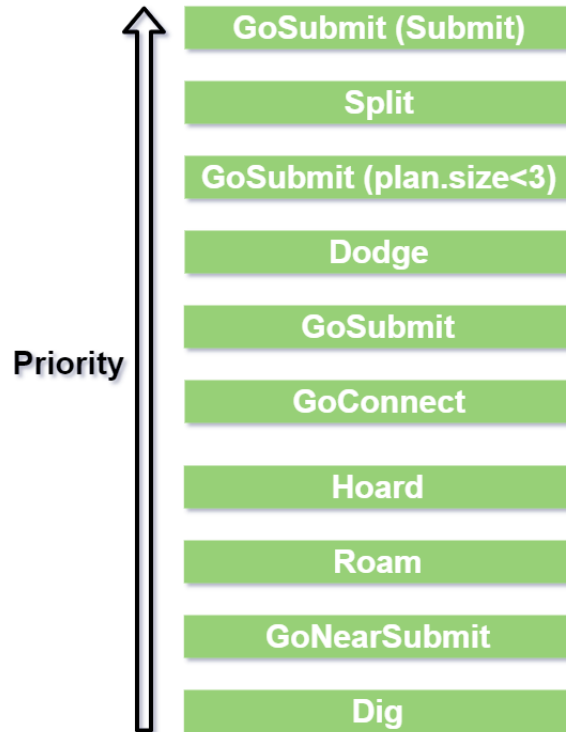 GoSubmit (Submit)
Split
GoSubmit (plan.size<3)
Dodge
GoSubmit
Priority
GoConnect
Hoard
Roam
GoNearSubmit
Dig